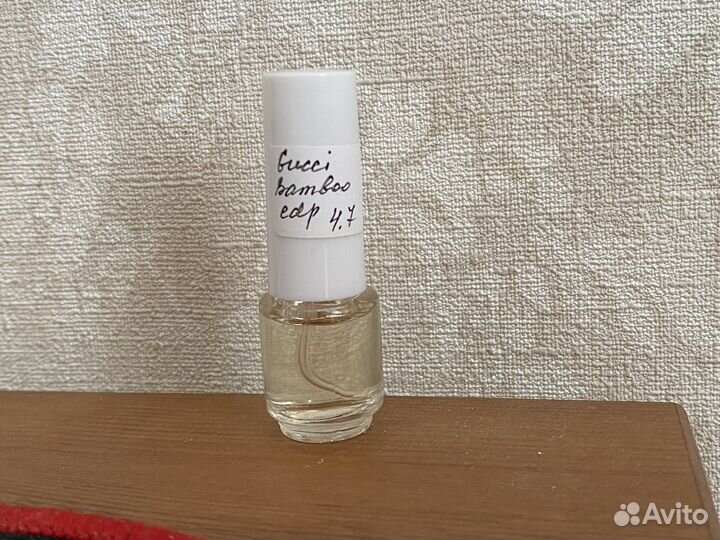 Gucci
Bamboo
edp 4.7
Avito